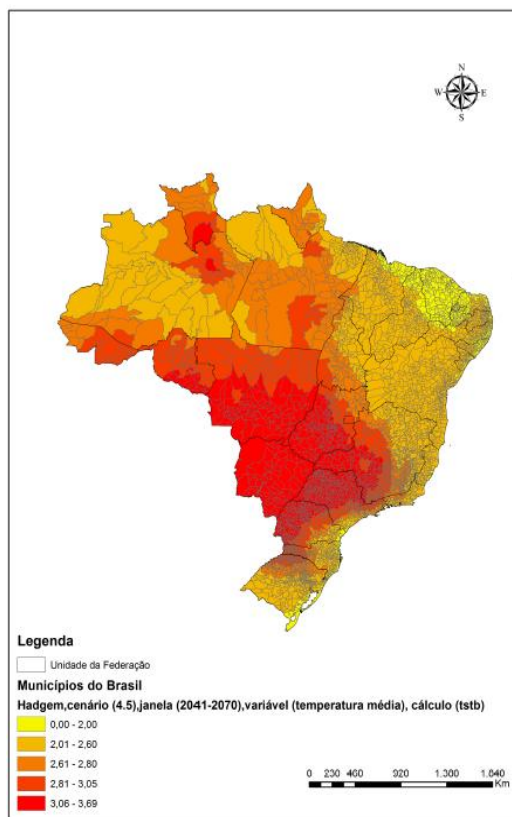 N
W E
S
Legenda
Unidade da Federação
Municípios do Brasil
Hadgem,cenário (4.5),janela (2041-2070),variável (temperatura média), cálculo (tstb)
0,00 - 2,00
2,01 - 2,60
2,61 - 2,80
2,81 - 3,05
3,06 - 3,69
0 230 460 920 1.380 1.840
Km